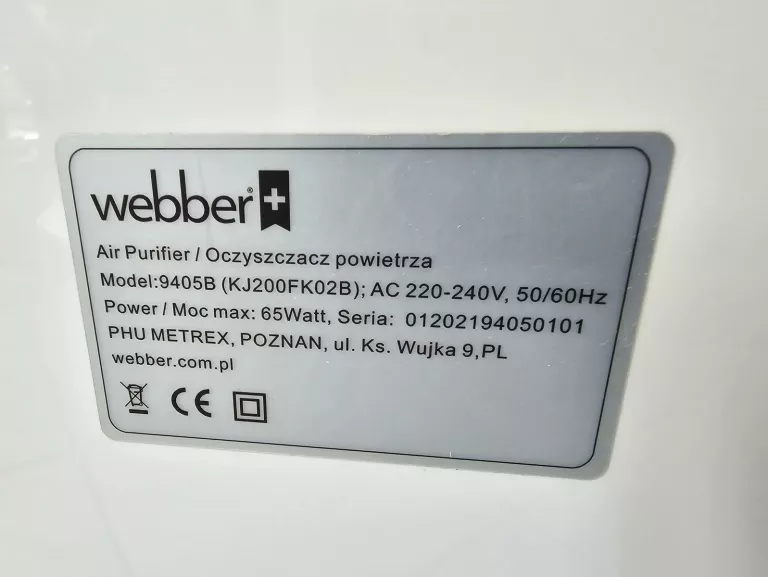 webber®
Air Purifier / Oczyszczacz powietrza
Model:9405B (KJ200FK02B); AC 220-240V, 50/60Hz
Power / Moc max: 65Watt, Seria: 01202194050101
PHU METREX, POZNAN, ul. Ks. Wujka 9,PL
webber.com.pl
CE